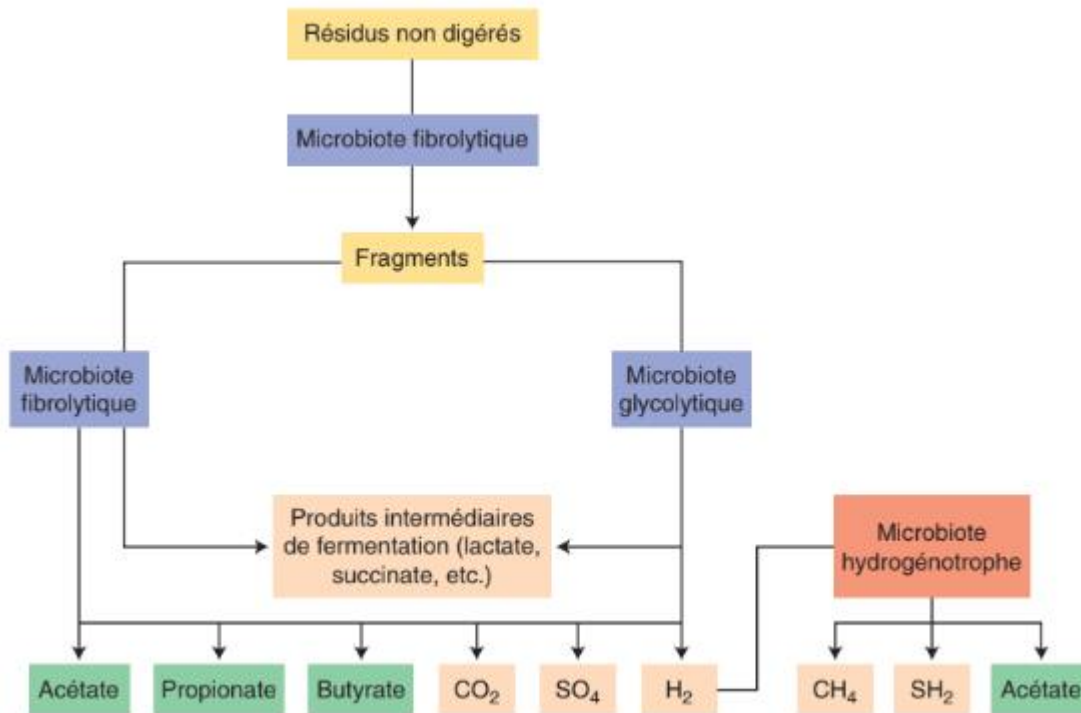 Résidus non digérés
Microbiote fibrolytique
Fragments
Microbiote
fibrolytique
Microbiote
glycolytique
Produits intermédiaires
de fermentation (lactate,
succinate, etc.)
Microbiote
hydrogénotrophe
Acétate
Propionate
Butyrate
CO₂
SO₄
H₂
CH₄
SH₂
Acétate